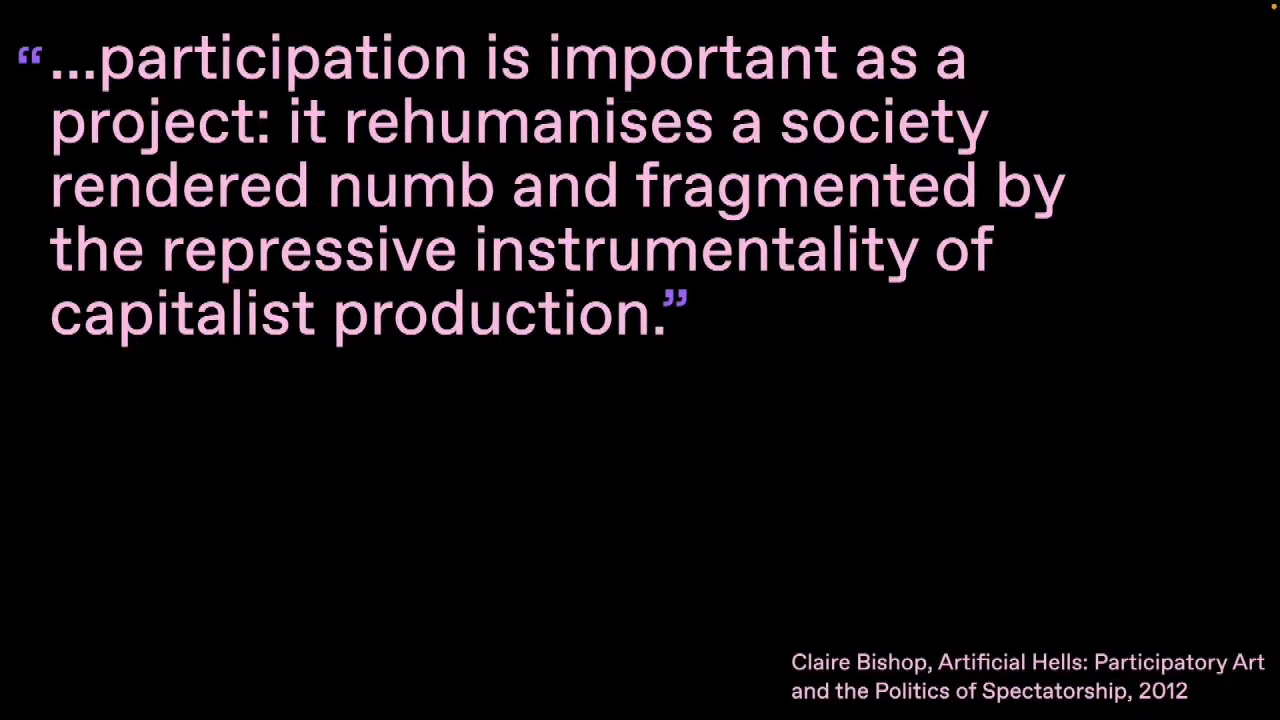 “...participation is important as a
project: it rehumanises a society
rendered numb and fragmented by
the repressive instrumentality of
capitalist production.”
Claire Bishop, Artificial Hells: Participatory Art
and the Politics of Spectatorship, 2012